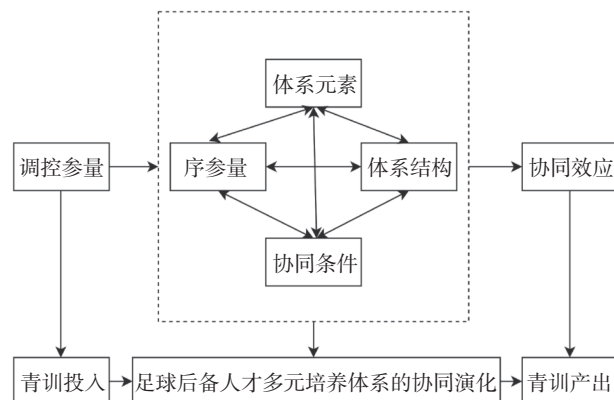 体系元素
调控参量
序参量
体系结构
协同效应
协同条件
青训投入
足球后备人才多元培养体系的协同演化
青训产出